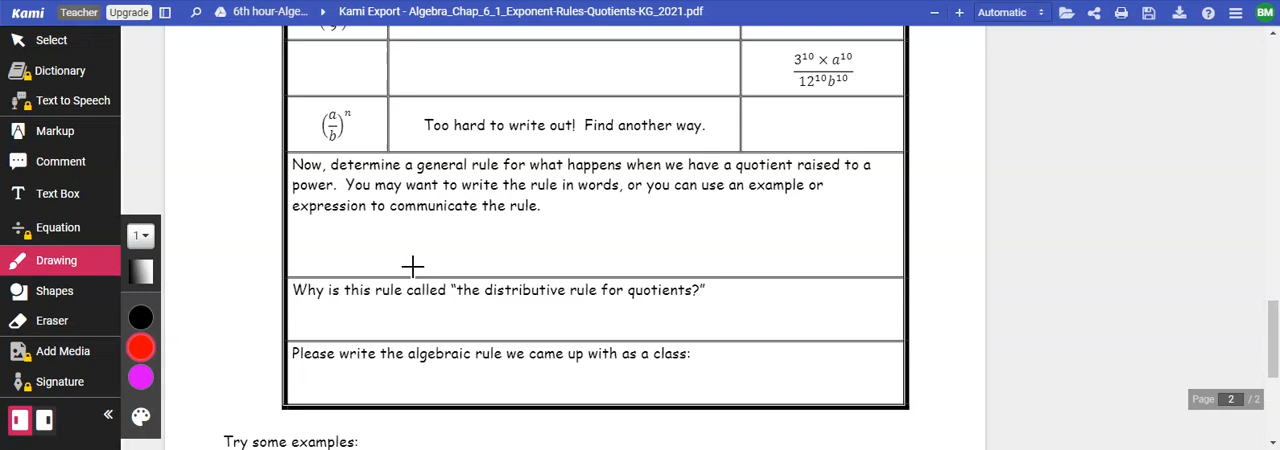 Kami Teacher Upgrade 6th hour-Alge... Kami Export - Algebra_Chap_6_1_Exponent-Rules-Quotients-KG_2021.pdf Automatic BM
Select
Dictionary
Text to Speech
Markup
Comment
Text Box
Equation
Drawing
Shapes
Eraser
Add Media
Signature
1
3¹⁰ × a¹⁰
12¹⁰b¹⁰
(a/b)ⁿ Too hard to write out! Find another way.
Now, determine a general rule for what happens when we have a quotient raised to a
power. You may want to write the rule in words, or you can use an example or
expression to communicate the rule.
Why is this rule called “the distributive rule for quotients?”
Please write the algebraic rule we came up with as a class:
Try some examples:
Page 2 / 2